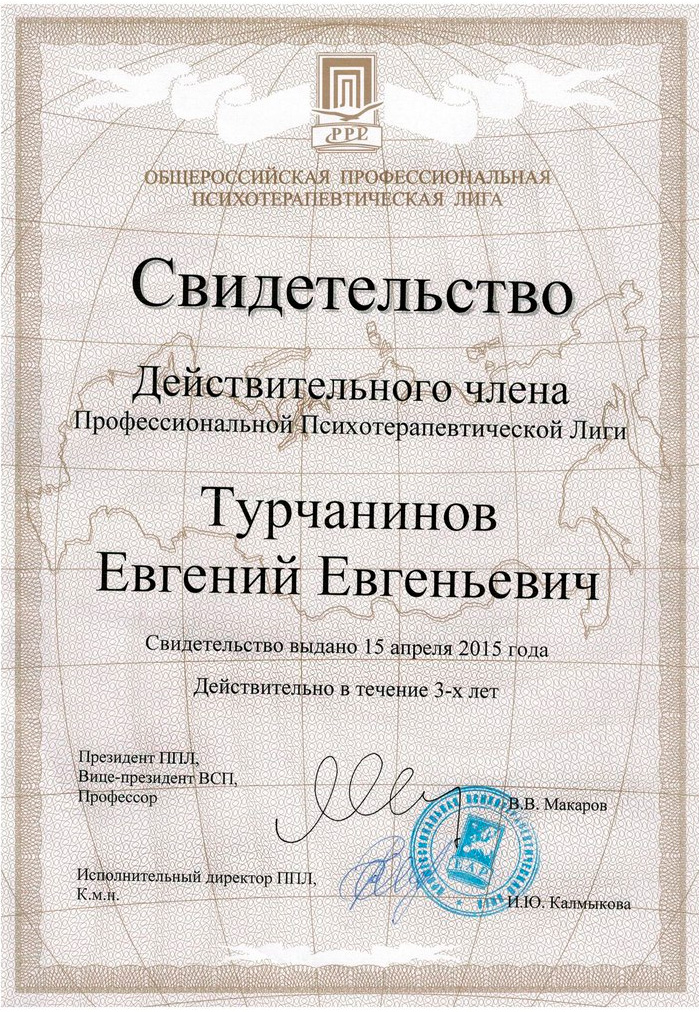 PPL
ОБЩЕРОССИЙСКАЯ ПРОФЕССИОНАЛЬНАЯ
ПСИХОТЕРАПЕВТИЧЕСКАЯ ЛИГА
Свидетельство
Действительного члена
Профессиональной Психотерапевтической Лиги
Турчанинов
Евгений Евгеньевич
Свидетельство выдано 15 апреля 2015 года
Действительно в течение 3-х лет
Президент ППЛ,
Вице-президент ВСП,
Профессор
В.В. Макаров
Исполнительный директор ППЛ,
К.м.н.
И.Ю. Калмыкова